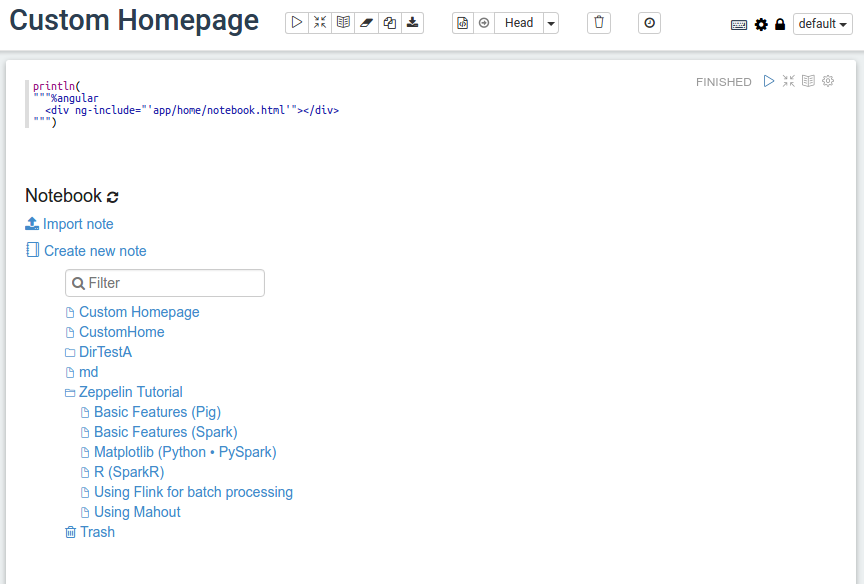 Custom Homepage
Head
default
FINISHED
println(
"""%angular
<div ng-include="'app/home/notebook.html'"></div>
""")
Notebook
Import note
Create new note
Filter
Custom Homepage
CustomHome
DirTestA
md
Zeppelin Tutorial
Basic Features (Pig)
Basic Features (Spark)
Matplotlib (Python • PySpark)
R (SparkR)
Using Flink for batch processing
Using Mahout
Trash